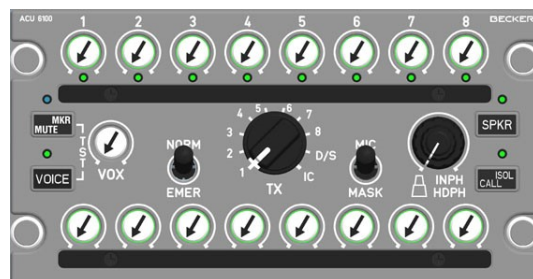 ACU 6100
BECKER
1 2 3 4 5 6 7 8
MKR
MUTE
TST
VOICE
VOX
NORM
EMER
1 2 3 4 5 6 7 8 D/S IC
TX
MIC
MASK
INPH
HDPH
SPKR
ISOL
CALL